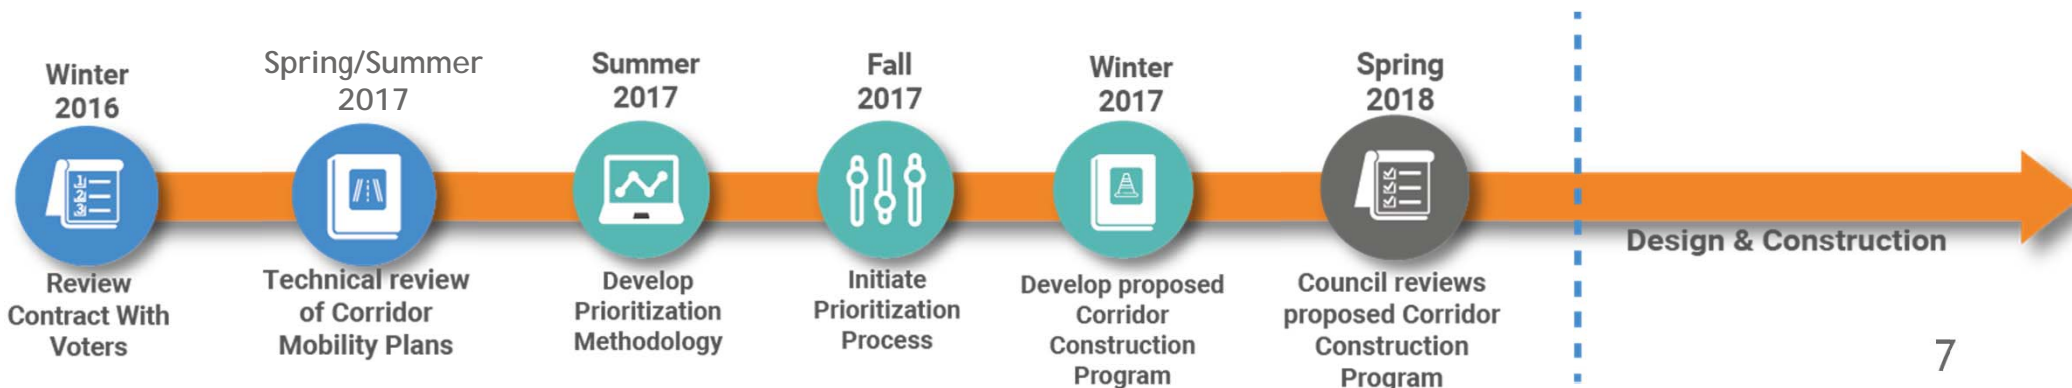 Winter
2016
Review
Contract With
Voters
Spring/Summer
2017
Technical review
of Corridor
Mobility Plans
Summer
2017
Develop
Prioritization
Methodology
Fall
2017
Initiate
Prioritization
Process
Winter
2017
Develop proposed
Corridor
Construction
Program
Spring
2018
Council reviews
proposed Corridor
Construction
Program
Design & Construction
7